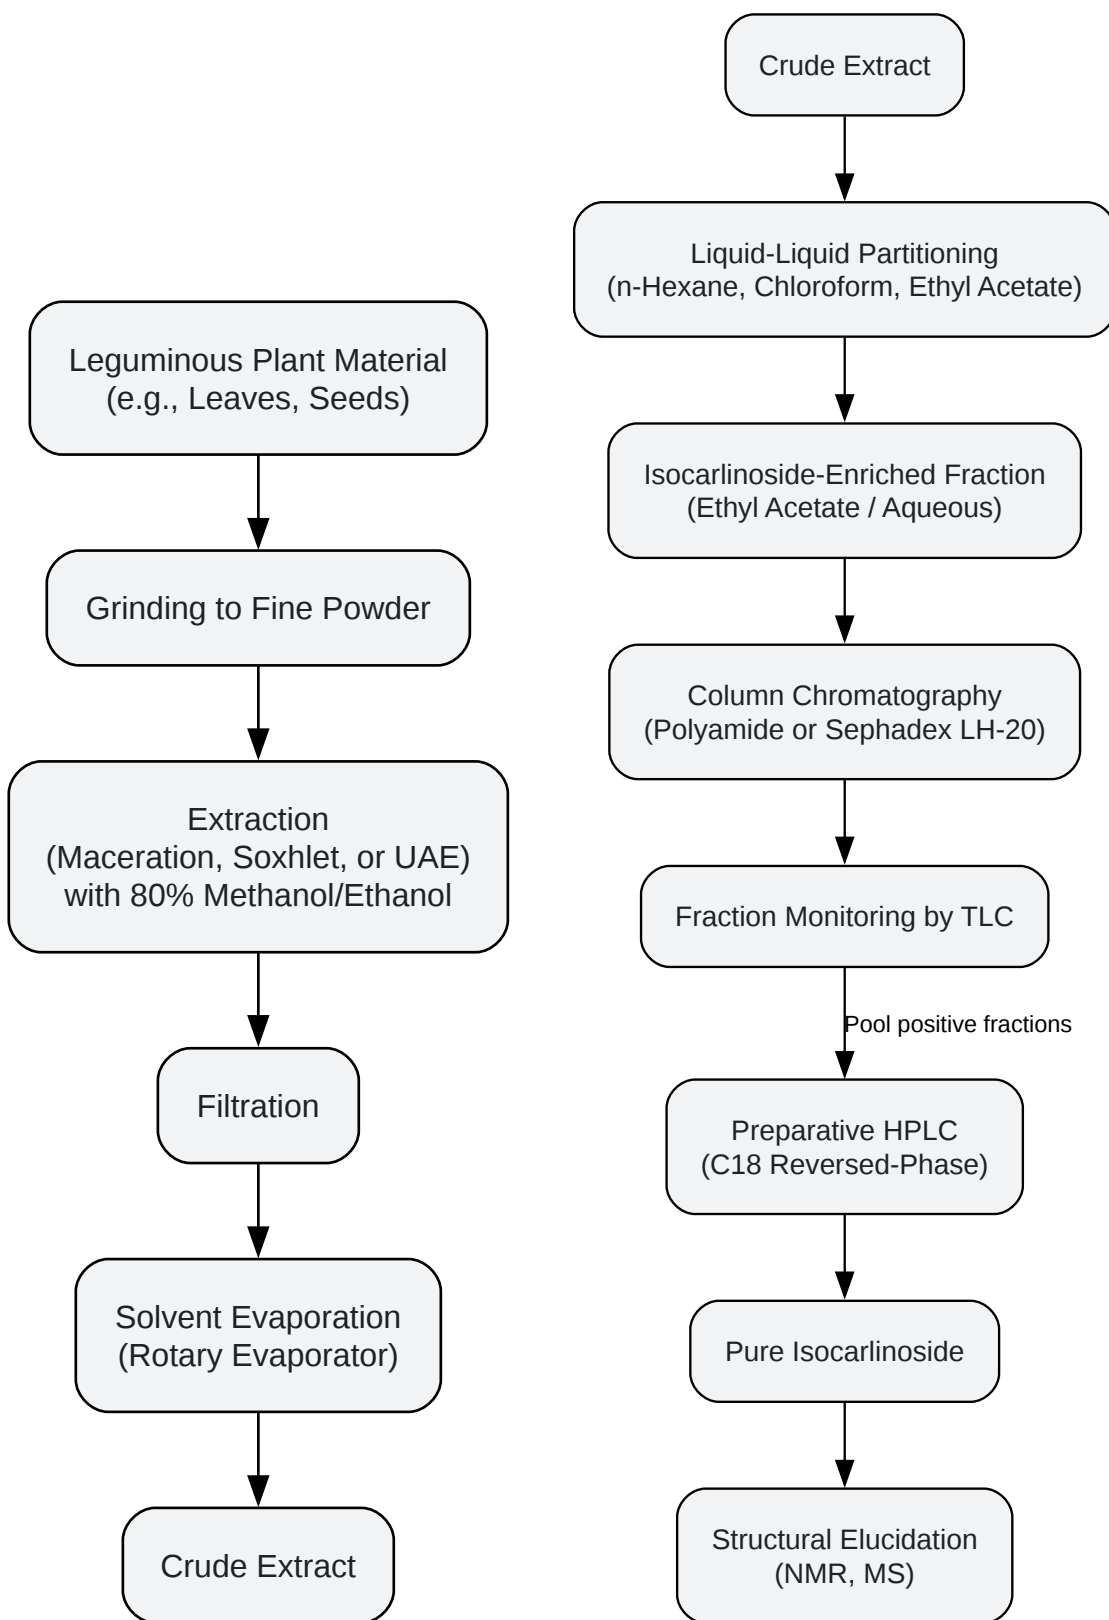 Leguminous Plant Material
(e.g., Leaves, Seeds)
Grinding to Fine Powder
Extraction
(Maceration, Soxhlet, or UAE)
with 80% Methanol/Ethanol
Filtration
Solvent Evaporation
(Rotary Evaporator)
Crude Extract
Crude Extract
Liquid-Liquid Partitioning
(n-Hexane, Chloroform, Ethyl Acetate)
Isocarlinoside-Enriched Fraction
(Ethyl Acetate / Aqueous)
Column Chromatography
(Polyamide or Sephadex LH-20)
Fraction Monitoring by TLC
Pool positive fractions
Preparative HPLC
(C18 Reversed-Phase)
Pure Isocarlinoside
Structural Elucidation
(NMR, MS)